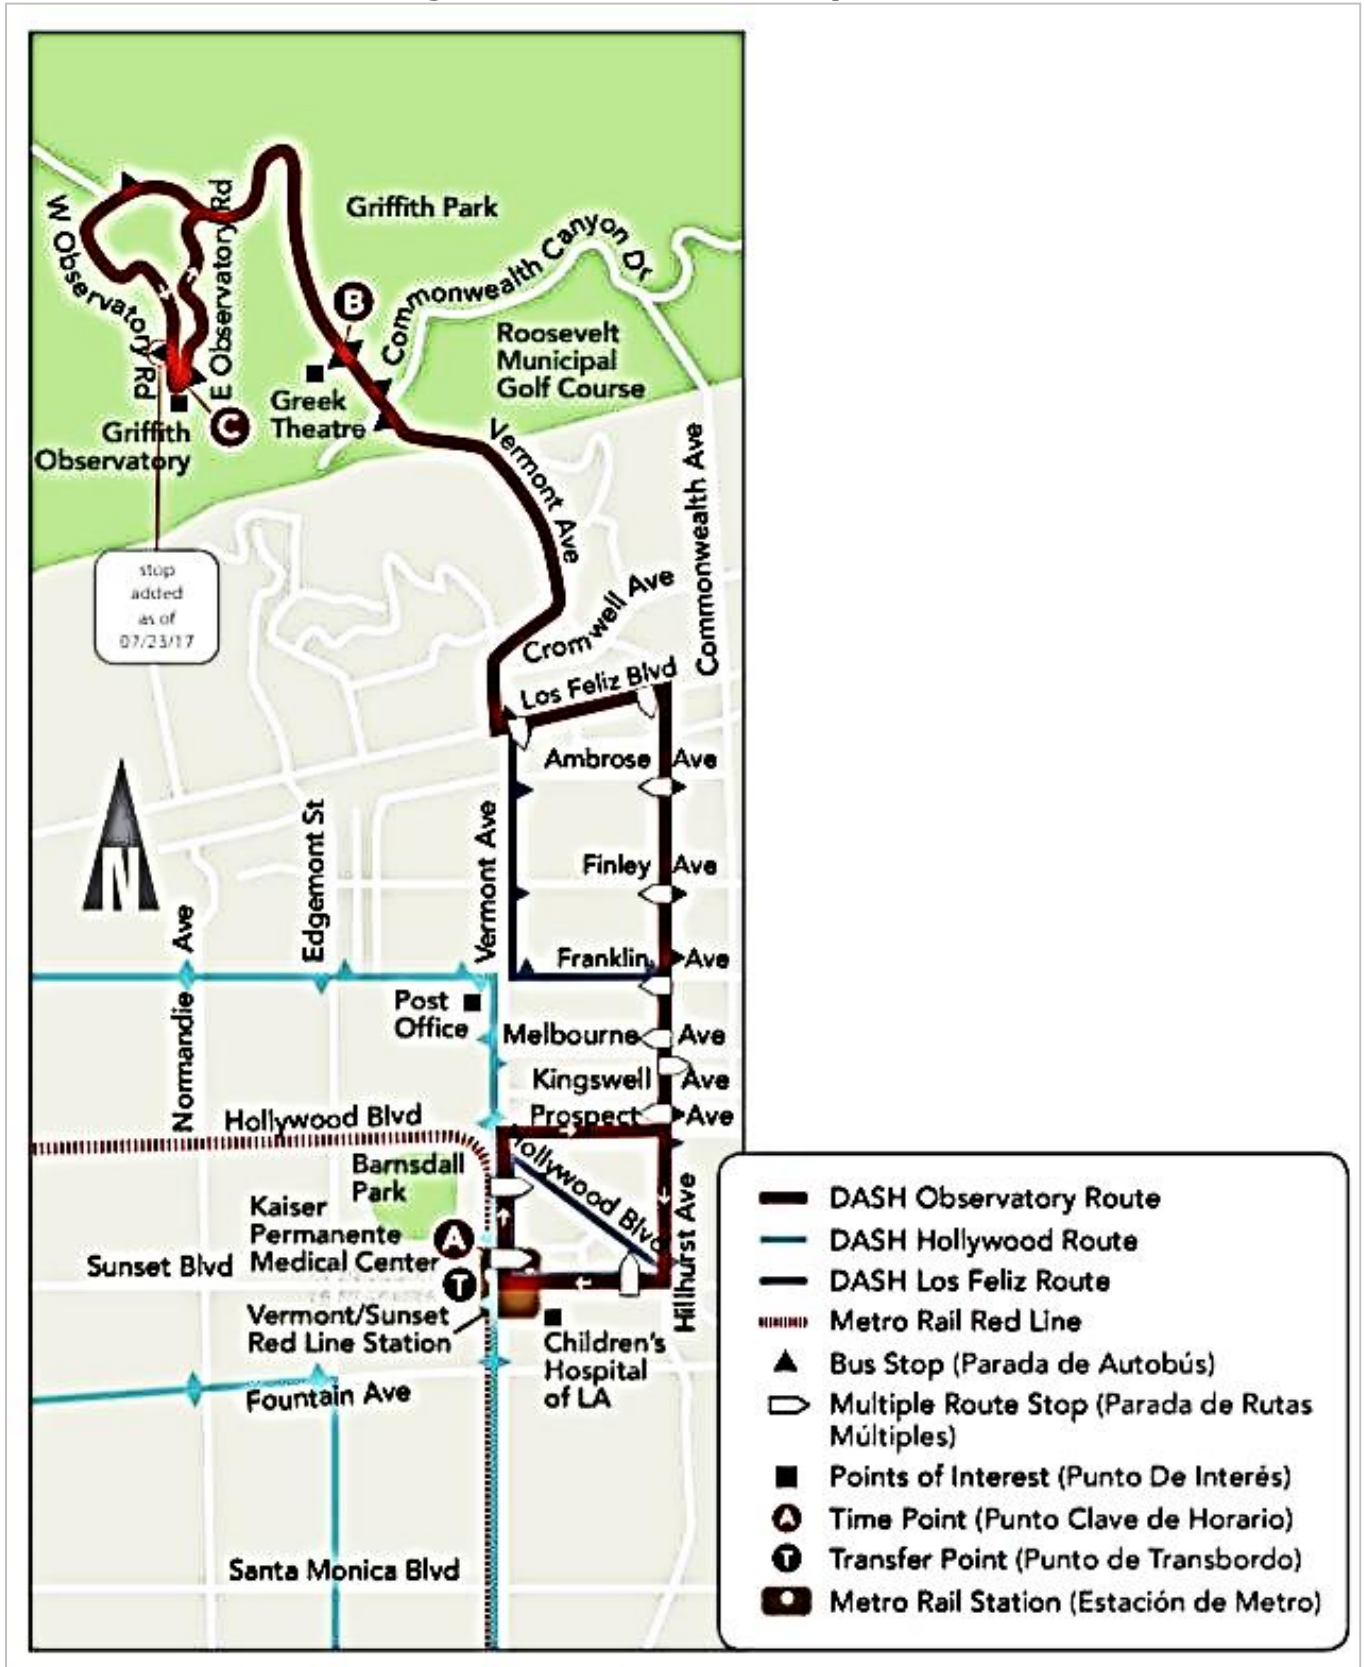 Griffith Park
W Observatory Rd
E Observatory Rd
Commonwealth Canyon Dr
B
Roosevelt
Municipal
Golf Course
Greek
Theatre
C
Griffith
Observatory
Vermont Ave
Commonwealth Ave
stop
added
as of
07/23/17
Cromwell Ave
Los Feliz Blvd
Ambrose Ave
N
Edgemont St
Vermont Ave
Finley Ave
Normandie Ave
Franklin Ave
Post
Office
Melbourne Ave
Kingswell Ave
Prospect Ave
Hollywood Blvd
Hollywood Blvd
Barnsdall
Park
Kaiser
Permanente
Medical Center
A
T
Sunset Blvd
Hillhurst Ave
Vermont/Sunset
Red Line Station
Children's
Hospital
of LA
Fountain Ave
Santa Monica Blvd
DASH Observatory Route
DASH Hollywood Route
DASH Los Feliz Route
Metro Rail Red Line
Bus Stop (Parada de Autobús)
Multiple Route Stop (Parada de Rutas
Múltiples)
Points of Interest (Punto De Interés)
A Time Point (Punto Clave de Horario)
T Transfer Point (Punto de Transbordo)
Metro Rail Station (Estación de Metro)